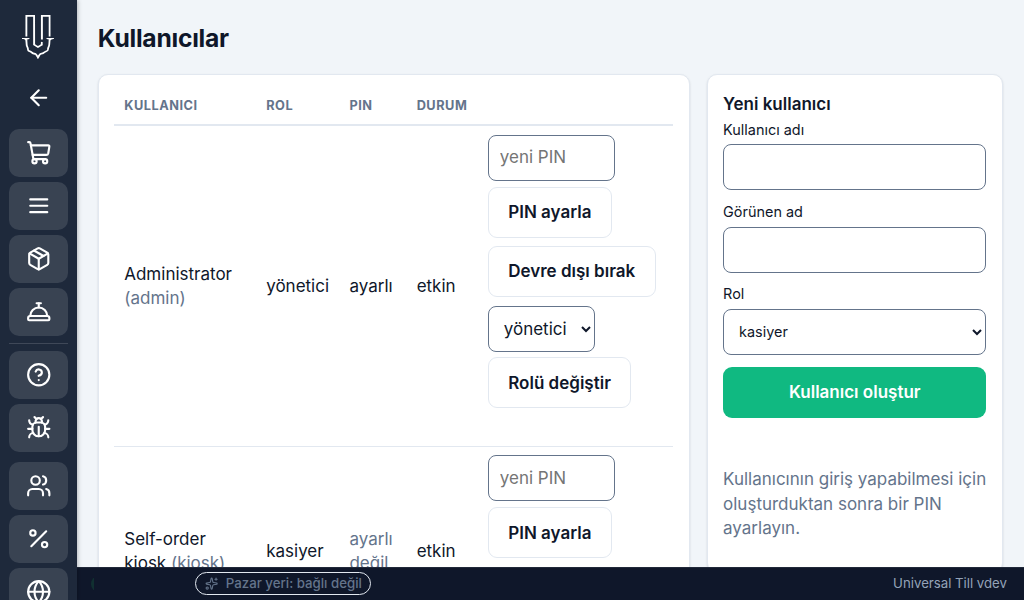 Kullanıcılar
KULLANICI ROL PIN DURUM
yeni PIN
PIN ayarla
Devre dışı bırak
Administrator
(admin)
yönetici ayarlı etkin
yönetici
Rolü değiştir
yeni PIN
PIN ayarla
Self-order
kiosk (kiosk)
kasiyer
ayarlı
değil
etkin
Yeni kullanıcı
Kullanıcı adı
Görünen ad
Rol
kasiyer
Kullanıcı oluştur
Kullanıcının giriş yapabilmesi için
oluşturduktan sonra bir PIN
ayarlayın.
Pazar yeri: bağlı değil
Universal Till vdev